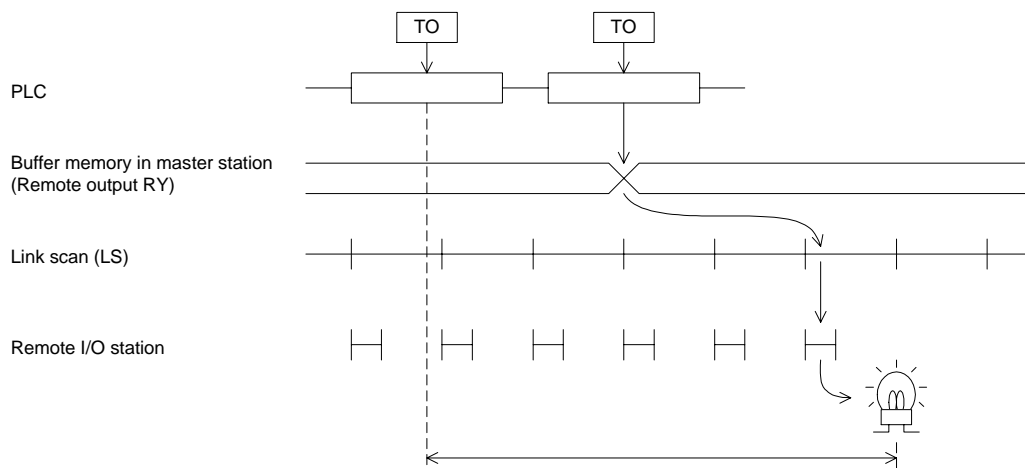 TO
TO
PLC
Buffer memory in master station
(Remote output RY)
Link scan (LS)
Remote I/O station